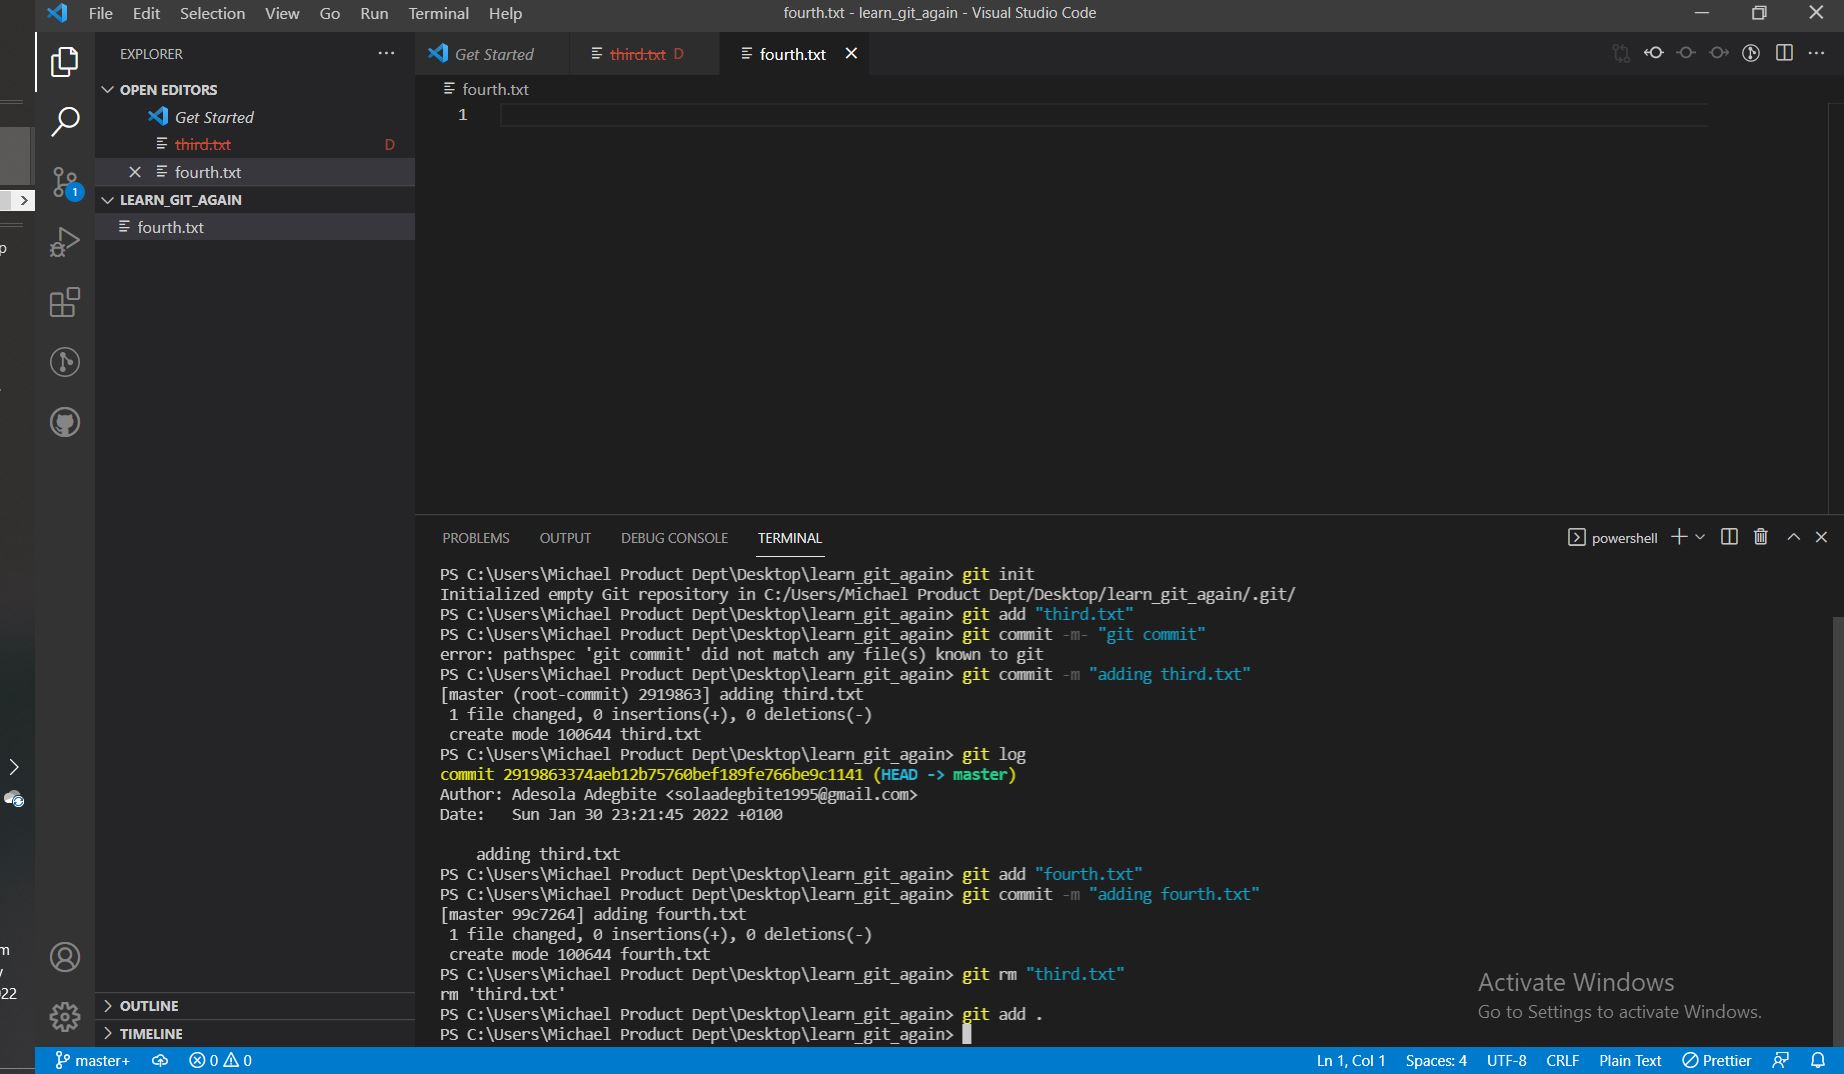 File Edit Selection View Go Run Terminal Help
fourth.txt - learn_git_again - Visual Studio Code
EXPLORER
OPEN EDITORS
Get Started
third.txt D
fourth.txt
LEARN_GIT_AGAIN
fourth.txt
1
OUTLINE
TIMELINE
Get Started third.txt D fourth.txt
fourth.txt
1
PROBLEMS OUTPUT DEBUG CONSOLE TERMINAL
powershell
PS C:\Users\Michael Product Dept\Desktop\learn_git_again> git init
Initialized empty Git repository in C:/Users/Michael Product Dept/Desktop/learn_git_again/.git/
PS C:\Users\Michael Product Dept\Desktop\learn_git_again> git add "third.txt"
PS C:\Users\Michael Product Dept\Desktop\learn_git_again> git commit -m- "git commit"
error: pathspec 'git commit' did not match any file(s) known to git
PS C:\Users\Michael Product Dept\Desktop\learn_git_again> git commit -m "adding third.txt"
[master (root-commit) 2919863] adding third.txt
1 file changed, 0 insertions(+), 0 deletions(-)
create mode 100644 third.txt
PS C:\Users\Michael Product Dept\Desktop\learn_git_again> git log
commit 2919863374aeb12b75760bef189fe766be9c1141 (HEAD -> master)
Author: Adesola Adegbite <solaadegbite1995@gmail.com>
Date: Sun Jan 30 23:21:45 2022 +0100
adding third.txt
PS C:\Users\Michael Product Dept\Desktop\learn_git_again> git add "fourth.txt"
PS C:\Users\Michael Product Dept\Desktop\learn_git_again> git commit -m "adding fourth.txt"
[master 99c7264] adding fourth.txt
1 file changed, 0 insertions(+), 0 deletions(-)
create mode 100644 fourth.txt
PS C:\Users\Michael Product Dept\Desktop\learn_git_again> git rm "third.txt"
rm 'third.txt'
PS C:\Users\Michael Product Dept\Desktop\learn_git_again> git add .
PS C:\Users\Michael Product Dept\Desktop\learn_git_again>
Activate Windows
Go to Settings to activate Windows.
master+ 0 0 Ln 1, Col 1 Spaces: 4 UTF-8 CRLF Plain Text Prettier